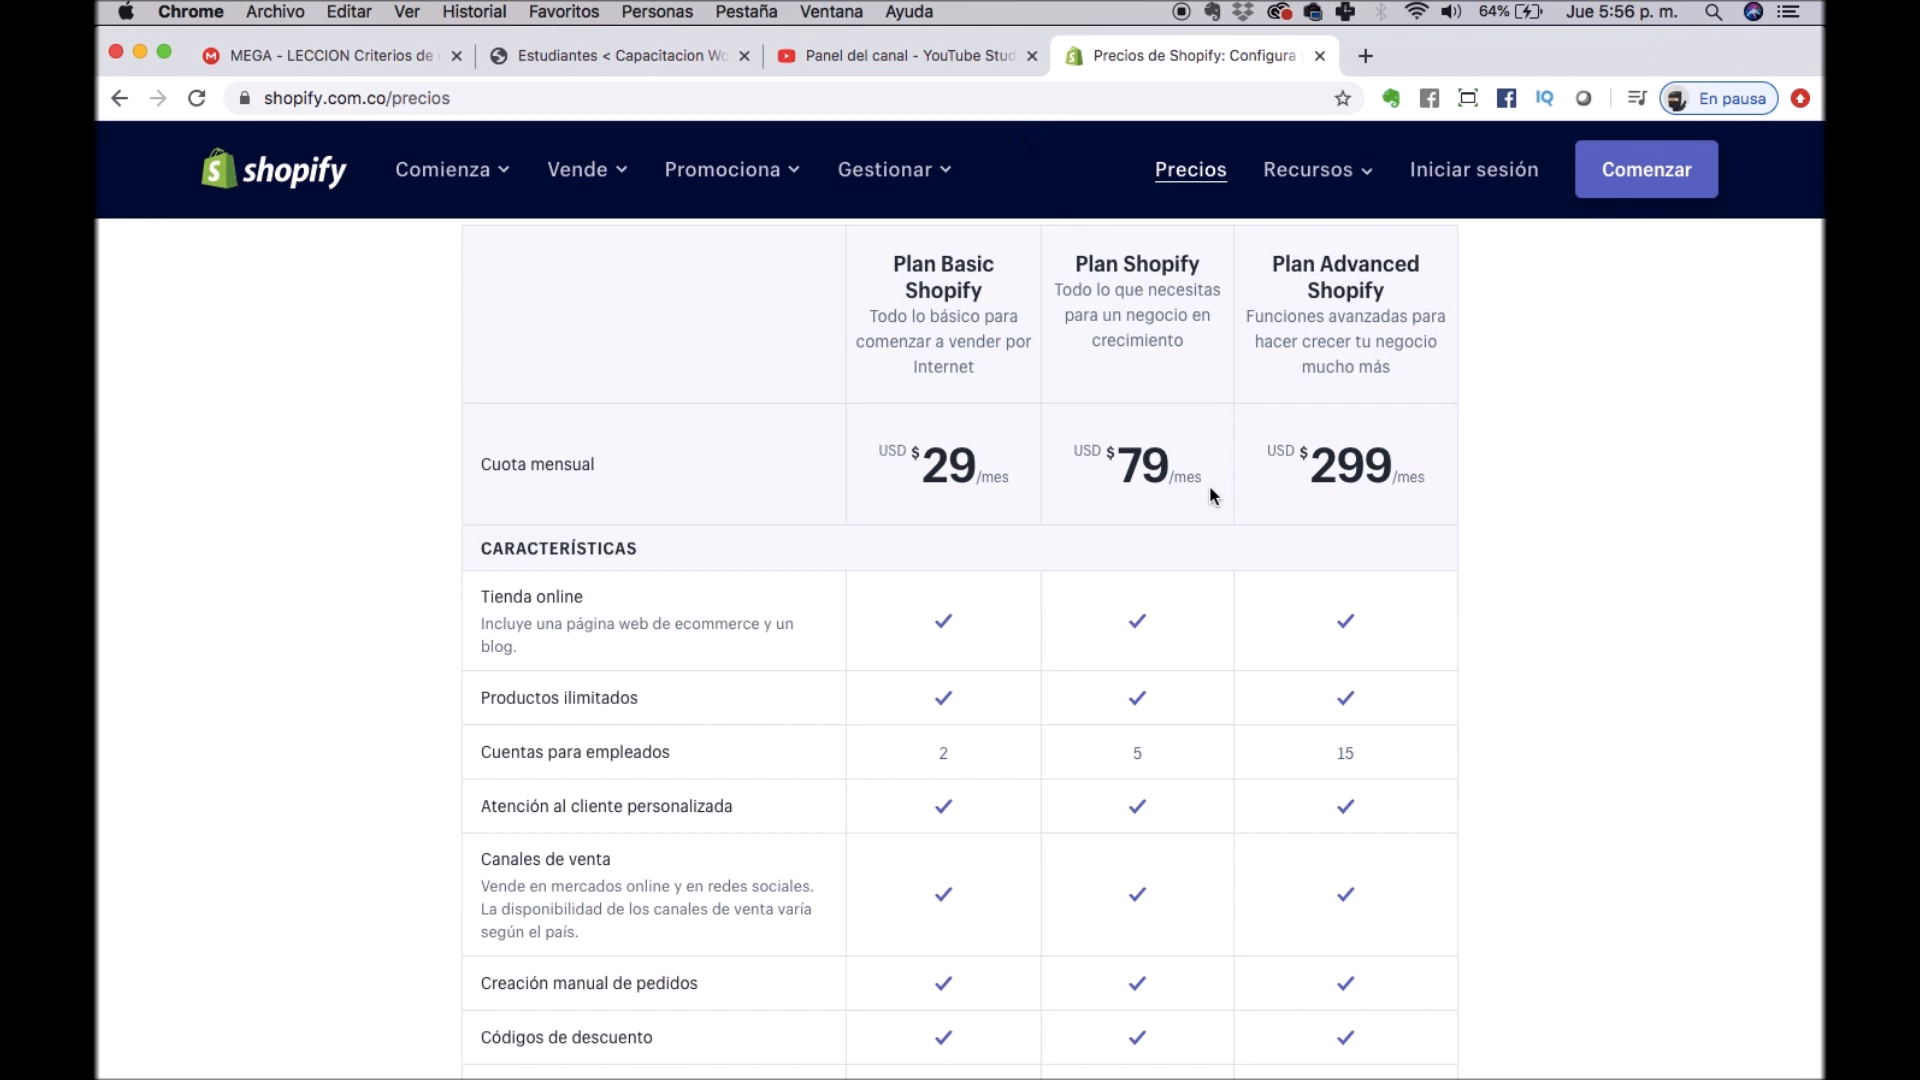 Chrome Archivo Editar Ver Historial Favoritos Personas Pestaña Ventana Ayuda 64% Jue 5:56 p. m.
MEGA - LECCION Criterios de Estudiantes < Capacitacion Wo Panel del canal - YouTube Stud Precios de Shopify: Configura
shopify.com.co/precios IQ En pausa
shopify Comienza Vende Promociona Gestionar Precios Recursos Iniciar sesión Comenzar
Plan Basic
Shopify
Todo lo básico para
comenzar a vender por
Internet
Plan Shopify
Todo lo que necesitas
para un negocio en
crecimiento
Plan Advanced
Shopify
Funciones avanzadas para
hacer crecer tu negocio
mucho más
Cuota mensual USD $ 29 /mes USD $ 79 /mes USD $ 299 /mes
CARACTERÍSTICAS
Tienda online
Incluye una página web de ecommerce y un
blog.
Productos ilimitados
Cuentas para empleados 2 5 15
Atención al cliente personalizada
Canales de venta
Vende en mercados online y en redes sociales.
La disponibilidad de los canales de venta varía
según el país.
Creación manual de pedidos
Códigos de descuento